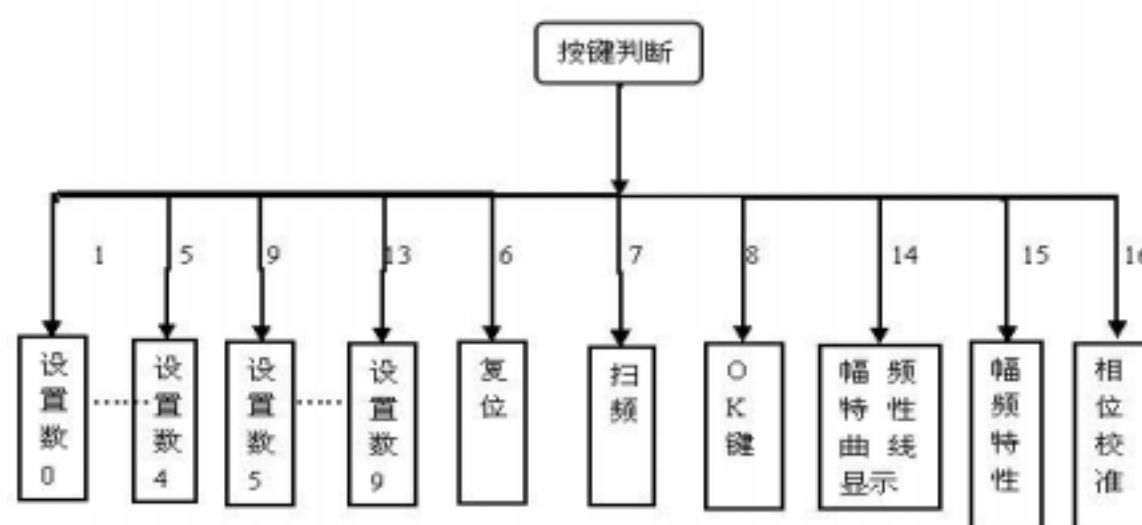 按键判断
1
5
9
13
6
7
8
14
15
16
设置数0
设置数4
设置数5
设置数9
复位
扫频
OK键
幅频
特性
曲线
显示
幅频特性
相位校准